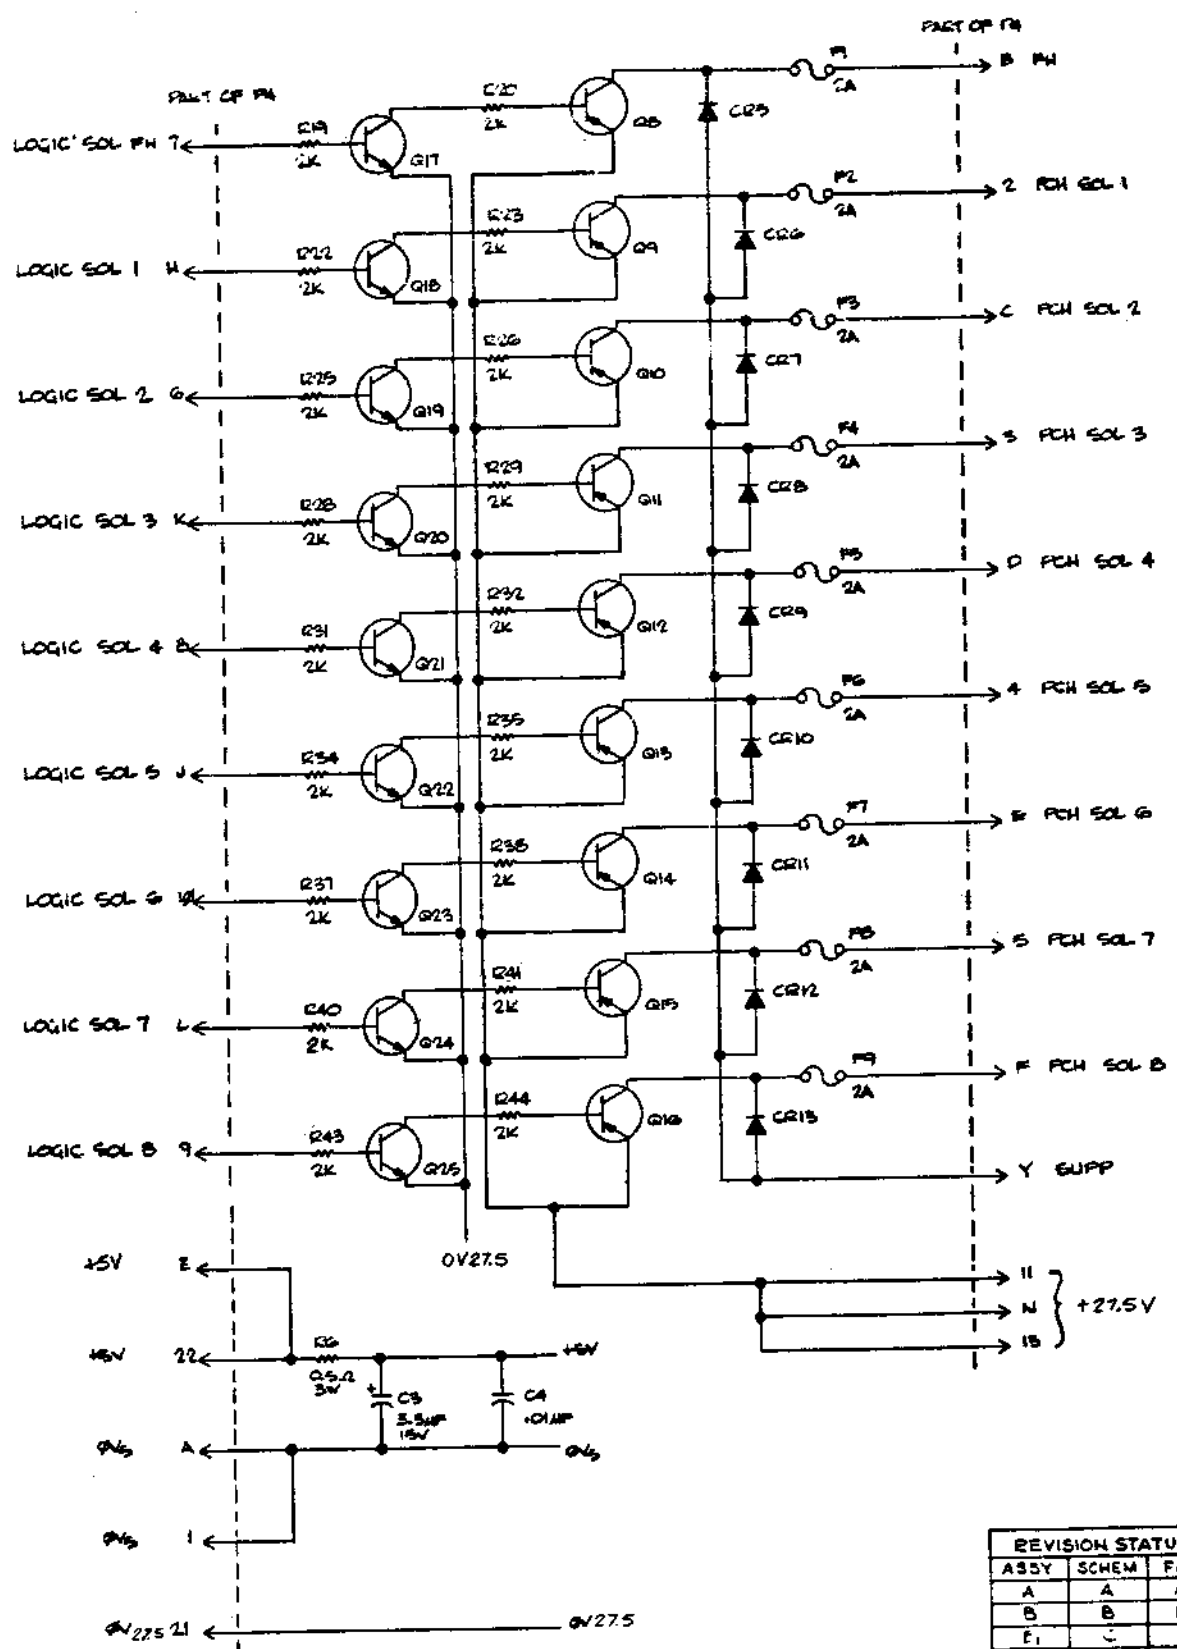 PART OF P4
PART OF P4
LOGIC SOL FH 7
R19
2K
Q17
R20
2K
Q8
CR5
F1
2A
B FH
LOGIC SOL 1 H
R22
2K
Q18
R23
2K
Q9
CR6
F2
2A
2 PCH SOL 1
LOGIC SOL 2 6
R25
2K
Q19
R26
2K
Q10
CR7
F3
2A
C PCH SOL 2
LOGIC SOL 3 K
R28
2K
Q20
R29
2K
Q11
CR8
F4
2A
3 PCH SOL 3
LOGIC SOL 4 8
R31
2K
Q21
R32
2K
Q12
CR9
F5
2A
D PCH SOL 4
LOGIC SOL 5 J
R34
2K
Q22
R35
2K
Q13
CR10
F6
2A
4 PCH SOL 5
LOGIC SOL 6 10
R37
2K
Q23
R38
2K
Q14
CR11
F7
2A
E PCH SOL 6
LOGIC SOL 7 L
R40
2K
Q24
R41
2K
Q15
CR12
F8
2A
5 PCH SOL 7
LOGIC SOL 8 9
R43
2K
Q25
R44
2K
Q16
CR13
F9
2A
F PCH SOL 8
Y SUPP
0V27.5
11
N
13
+27.5V
+5V Z
+5V 22
R6
0.5Ω
3W
+5V
C3
3.3µF
15V
C4
.01µF
0V5 A
0V5
0V5 1
0V27.5 21
0V27.5
REVISION STATU
ASSY SCHEM
A A
B B
E1 C